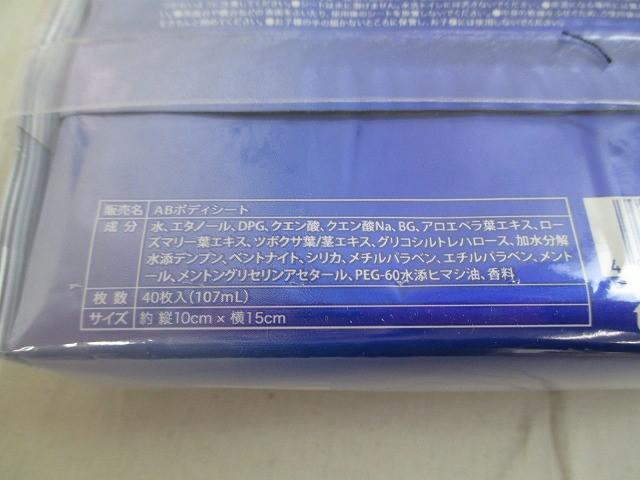 販売名 ABボディシート
成分 水、エタノール、DPG、クエン酸、クエン酸Na、BG、アロエベラ葉エキス、ロー
ズマリー葉エキス、ツボクサ葉/茎エキス、グリコシルトレハロース、加水分解
水添デンプン、ベントナイト、シリカ、メチルパラベン、エチルパラベン、メント
ール、メントングリセリンアセタール、PEG-60水添ヒマシ油、香料
枚数 40枚入(107mL)
サイズ 約 縦10cm×横15cm